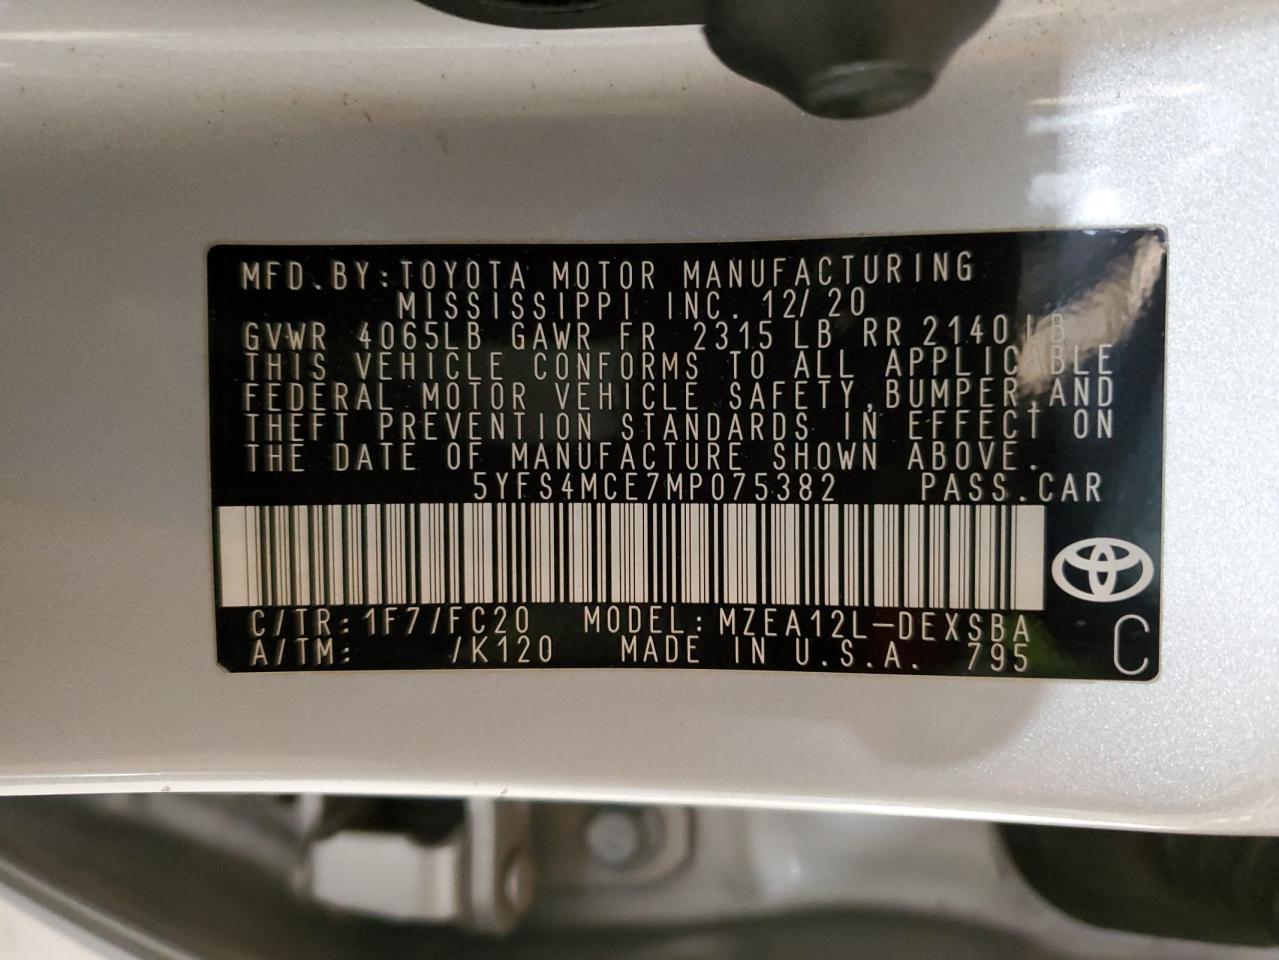 MFD.BY:TOYOTA MOTOR MANUFACTURING
MISSISSIPPI INC. 12/20
GVWR 4065LB GAWR FR 2315 LB RR 2140 LB
THIS VEHICLE CONFORMS TO ALL APPLICABLE
FEDERAL MOTOR VEHICLE SAFETY,BUMPER,AND
THEFT PREVENTION STANDARDS IN EFFECT ON
THE DATE OF MANUFACTURE SHOWN ABOVE.
5YFS4MCE7MP075382 PASS.CAR
C/TR:1F7/FC20 MODEL:MZEA12L-DEXSBA
A/TM: /K120 MADE IN U.S.A. 795
C